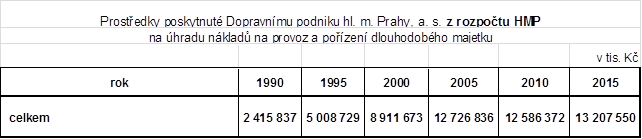 Prostředky poskytnuté Dopravnímu podniku hl. m. Prahy, a. s. z rozpočtu HMP
na úhradu nákladů na provoz a pořízení dlouhodobého majetku
v tis. Kč
rok 1990 1995 2000 2005 2010 2015
celkem 2 415 837 5 008 729 8 911 673 12 726 836 12 586 372 13 207 550